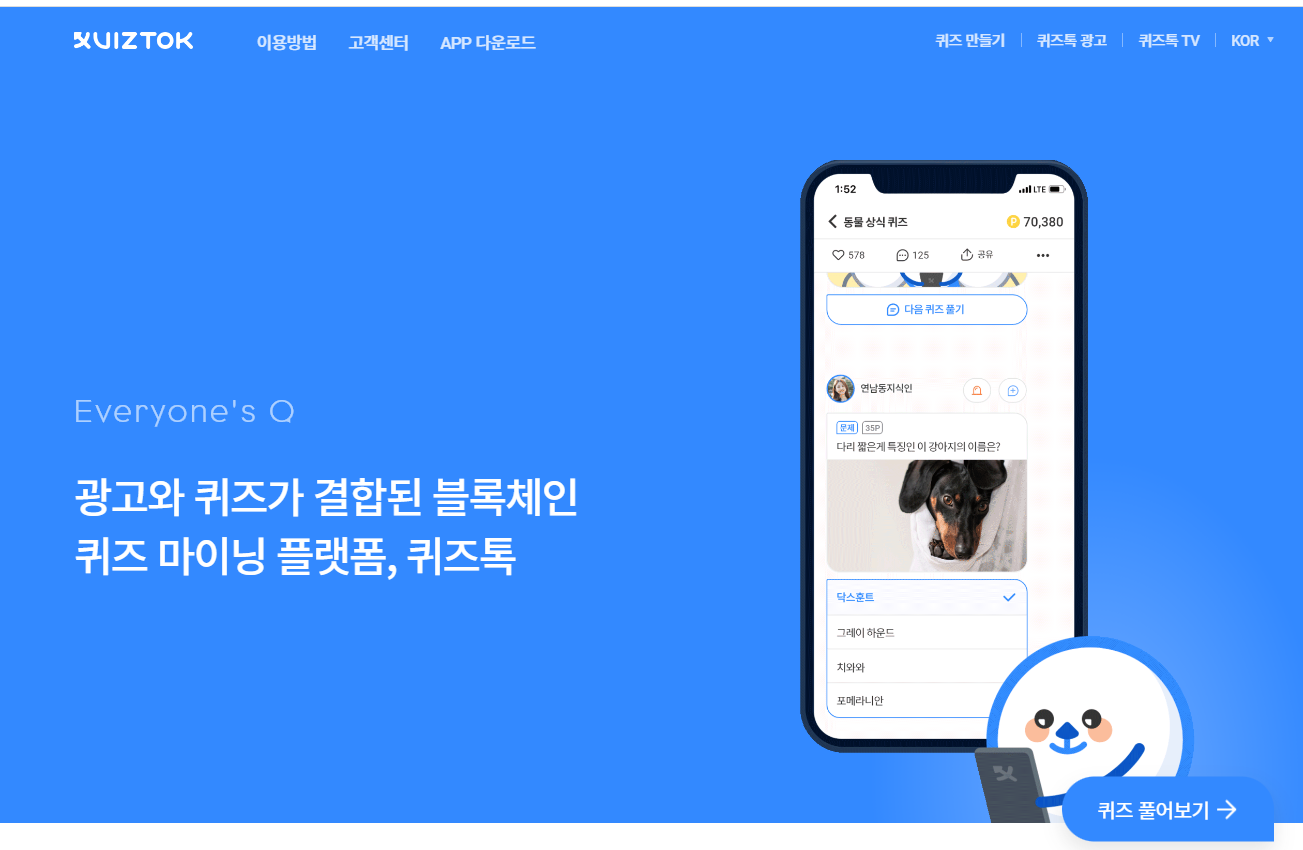 QUIZTOK
이용방법
고객센터
APP 다운로드
퀴즈 만들기
퀴즈톡 광고
퀴즈톡 TV
KOR
Everyone's Q
광고와 퀴즈가 결합된 블록체인
퀴즈 마이닝 플랫폼, 퀴즈톡
1:52
LTE
동물 상식 퀴즈
P 70,380
578
125
공유
다음 퀴즈 풀기
연남동지식인
문제 35P
다리 짧은게 특징인 이 강아지의 이름은?
닥스훈트
그레이 하운드
치와와
포메라니안
퀴즈 풀어보기